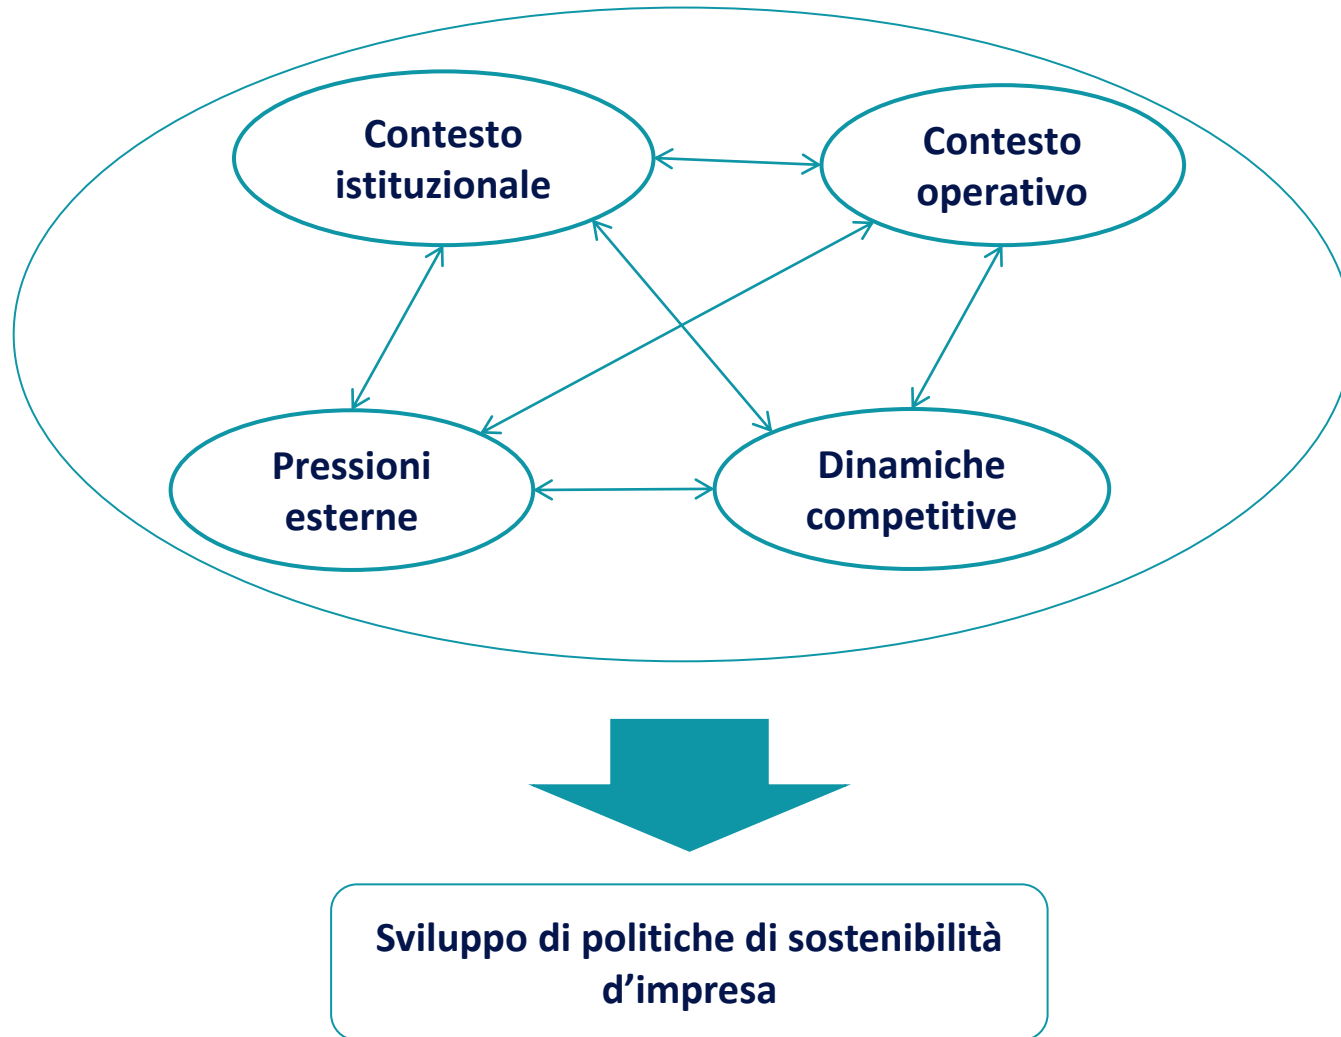 Contesto
istituzionale
Contesto
operativo
Pressioni
esterne
Dinamiche
competitive
Sviluppo di politiche di sostenibilità
d’impresa